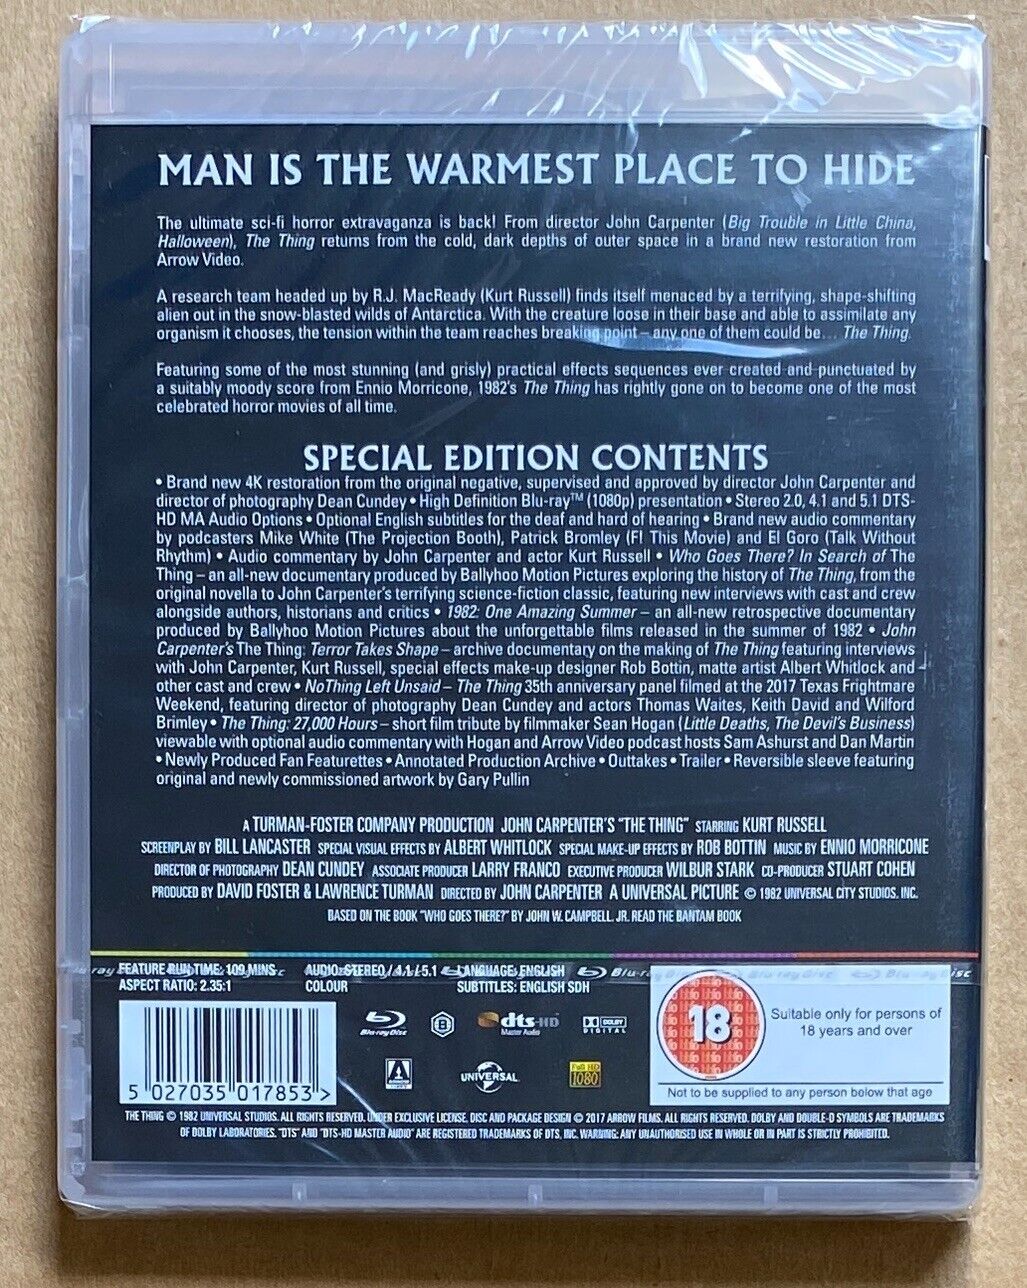 MAN IS THE WARMEST PLACE TO HIDE
The ultimate sci-fi horror extravaganza is back! From director John Carpenter (Big Trouble in Little China,
Halloween), The Thing returns from the cold, dark depths of outer space in a brand new restoration from
Arrow Video.
A research team headed up by R.J. MacReady (Kurt Russell) finds itself menaced by a terrifying, shape-shifting
alien out in the snow-blasted wilds of Antarctica. With the creature loose in their base and able to assimilate any
organism it chooses, the tension within the team reaches breaking point – any one of them could be... The Thing.
Featuring some of the most stunning (and grisly) practical effects sequences ever created and punctuated by
a suitably moody score from Ennio Morricone, 1982's The Thing has rightly gone on to become one of the most
celebrated horror movies of all time.
SPECIAL EDITION CONTENTS
• Brand new 4K restoration from the original negative, supervised and approved by director John Carpenter and
director of photography Dean Cundey • High Definition Blu-ray™ (1080p) presentation • Stereo 2.0, 4.1 and 5.1 DTS-
HD MA Audio Options • Optional English subtitles for the deaf and hard of hearing • Brand new audio commentary
by podcasters Mike White (The Projection Booth), Patrick Bromley (F! This Movie) and El Goro (Talk Without
Rhythm) • Audio commentary by John Carpenter and actor Kurt Russell • Who Goes There? In Search of The
Thing – an all-new documentary produced by Ballyhoo Motion Pictures exploring the history of The Thing, from the
original novella to John Carpenter's terrifying science-fiction classic, featuring new interviews with cast and crew
alongside authors, historians and critics • 1982: One Amazing Summer – an all-new retrospective documentary
produced by Ballyhoo Motion Pictures about the unforgettable films released in the summer of 1982 • John
Carpenter's The Thing: Terror Takes Shape – archive documentary on the making of The Thing featuring interviews
with John Carpenter, Kurt Russell, special effects make-up designer Rob Bottin, matte artist Albert Whitlock and
other cast and crew • NoThing Left Unsaid – The Thing 35th anniversary panel filmed at the 2017 Texas Frightmare
Weekend, featuring director of photography Dean Cundey and actors Thomas Waites, Keith David and Wilford
Brimley • The Thing: 27,000 Hours – short film tribute by filmmaker Sean Hogan (Little Deaths, The Devil's Business)
viewable with optional audio commentary with Hogan and Arrow Video podcast hosts Sam Ashurst and Dan Martin
• Newly Produced Fan Featurettes • Annotated Production Archive • Outtakes • Trailer • Reversible sleeve featuring
original and newly commissioned artwork by Gary Pullin
A TURMAN-FOSTER COMPANY PRODUCTION JOHN CARPENTER'S "THE THING" STARRING KURT RUSSELL
SCREENPLAY BY BILL LANCASTER SPECIAL VISUAL EFFECTS BY ALBERT WHITLOCK SPECIAL MAKE-UP EFFECTS BY ROB BOTTIN MUSIC BY ENNIO MORRICONE
DIRECTOR OF PHOTOGRAPHY DEAN CUNDEY ASSOCIATE PRODUCER LARRY FRANCO EXECUTIVE PRODUCER WILBUR STARK CO-PRODUCER STUART COHEN
PRODUCED BY DAVID FOSTER & LAWRENCE TURMAN DIRECTED BY JOHN CARPENTER A UNIVERSAL PICTURE © 1982 UNIVERSAL CITY STUDIOS, INC.
BASED ON THE BOOK "WHO GOES THERE?" BY JOHN W. CAMPBELL. JR. READ THE BANTAM BOOK
FEATURE RUN TIME: 109 MINS AUDIO: STEREO / 4.1 / 5.1 LANGUAGE: ENGLISH
ASPECT RATIO: 2.35:1 COLOUR SUBTITLES: ENGLISH SDH
18
Suitable only for persons of
18 years and over
Not to be supplied to any person below that age
Blu-ray Disc B dts-HD Master Audio DOLBY DIGITAL
UNIVERSAL Full HD 1080
5 027035 017853 >
THE THING © 1982 UNIVERSAL STUDIOS. ALL RIGHTS RESERVED. UNDER EXCLUSIVE LICENSE. DISC AND PACKAGE DESIGN © 2017 ARROW FILMS. ALL RIGHTS RESERVED. DOLBY AND DOUBLE-D SYMBOLS ARE TRADEMARKS
OF DOLBY LABORATORIES. "DTS" AND "DTS-HD MASTER AUDIO" ARE REGISTERED TRADEMARKS OF DTS, INC. WARNING: ANY UNAUTHORISED USE IN WHOLE OR IN PART IS STRICTLY PROHIBITED.